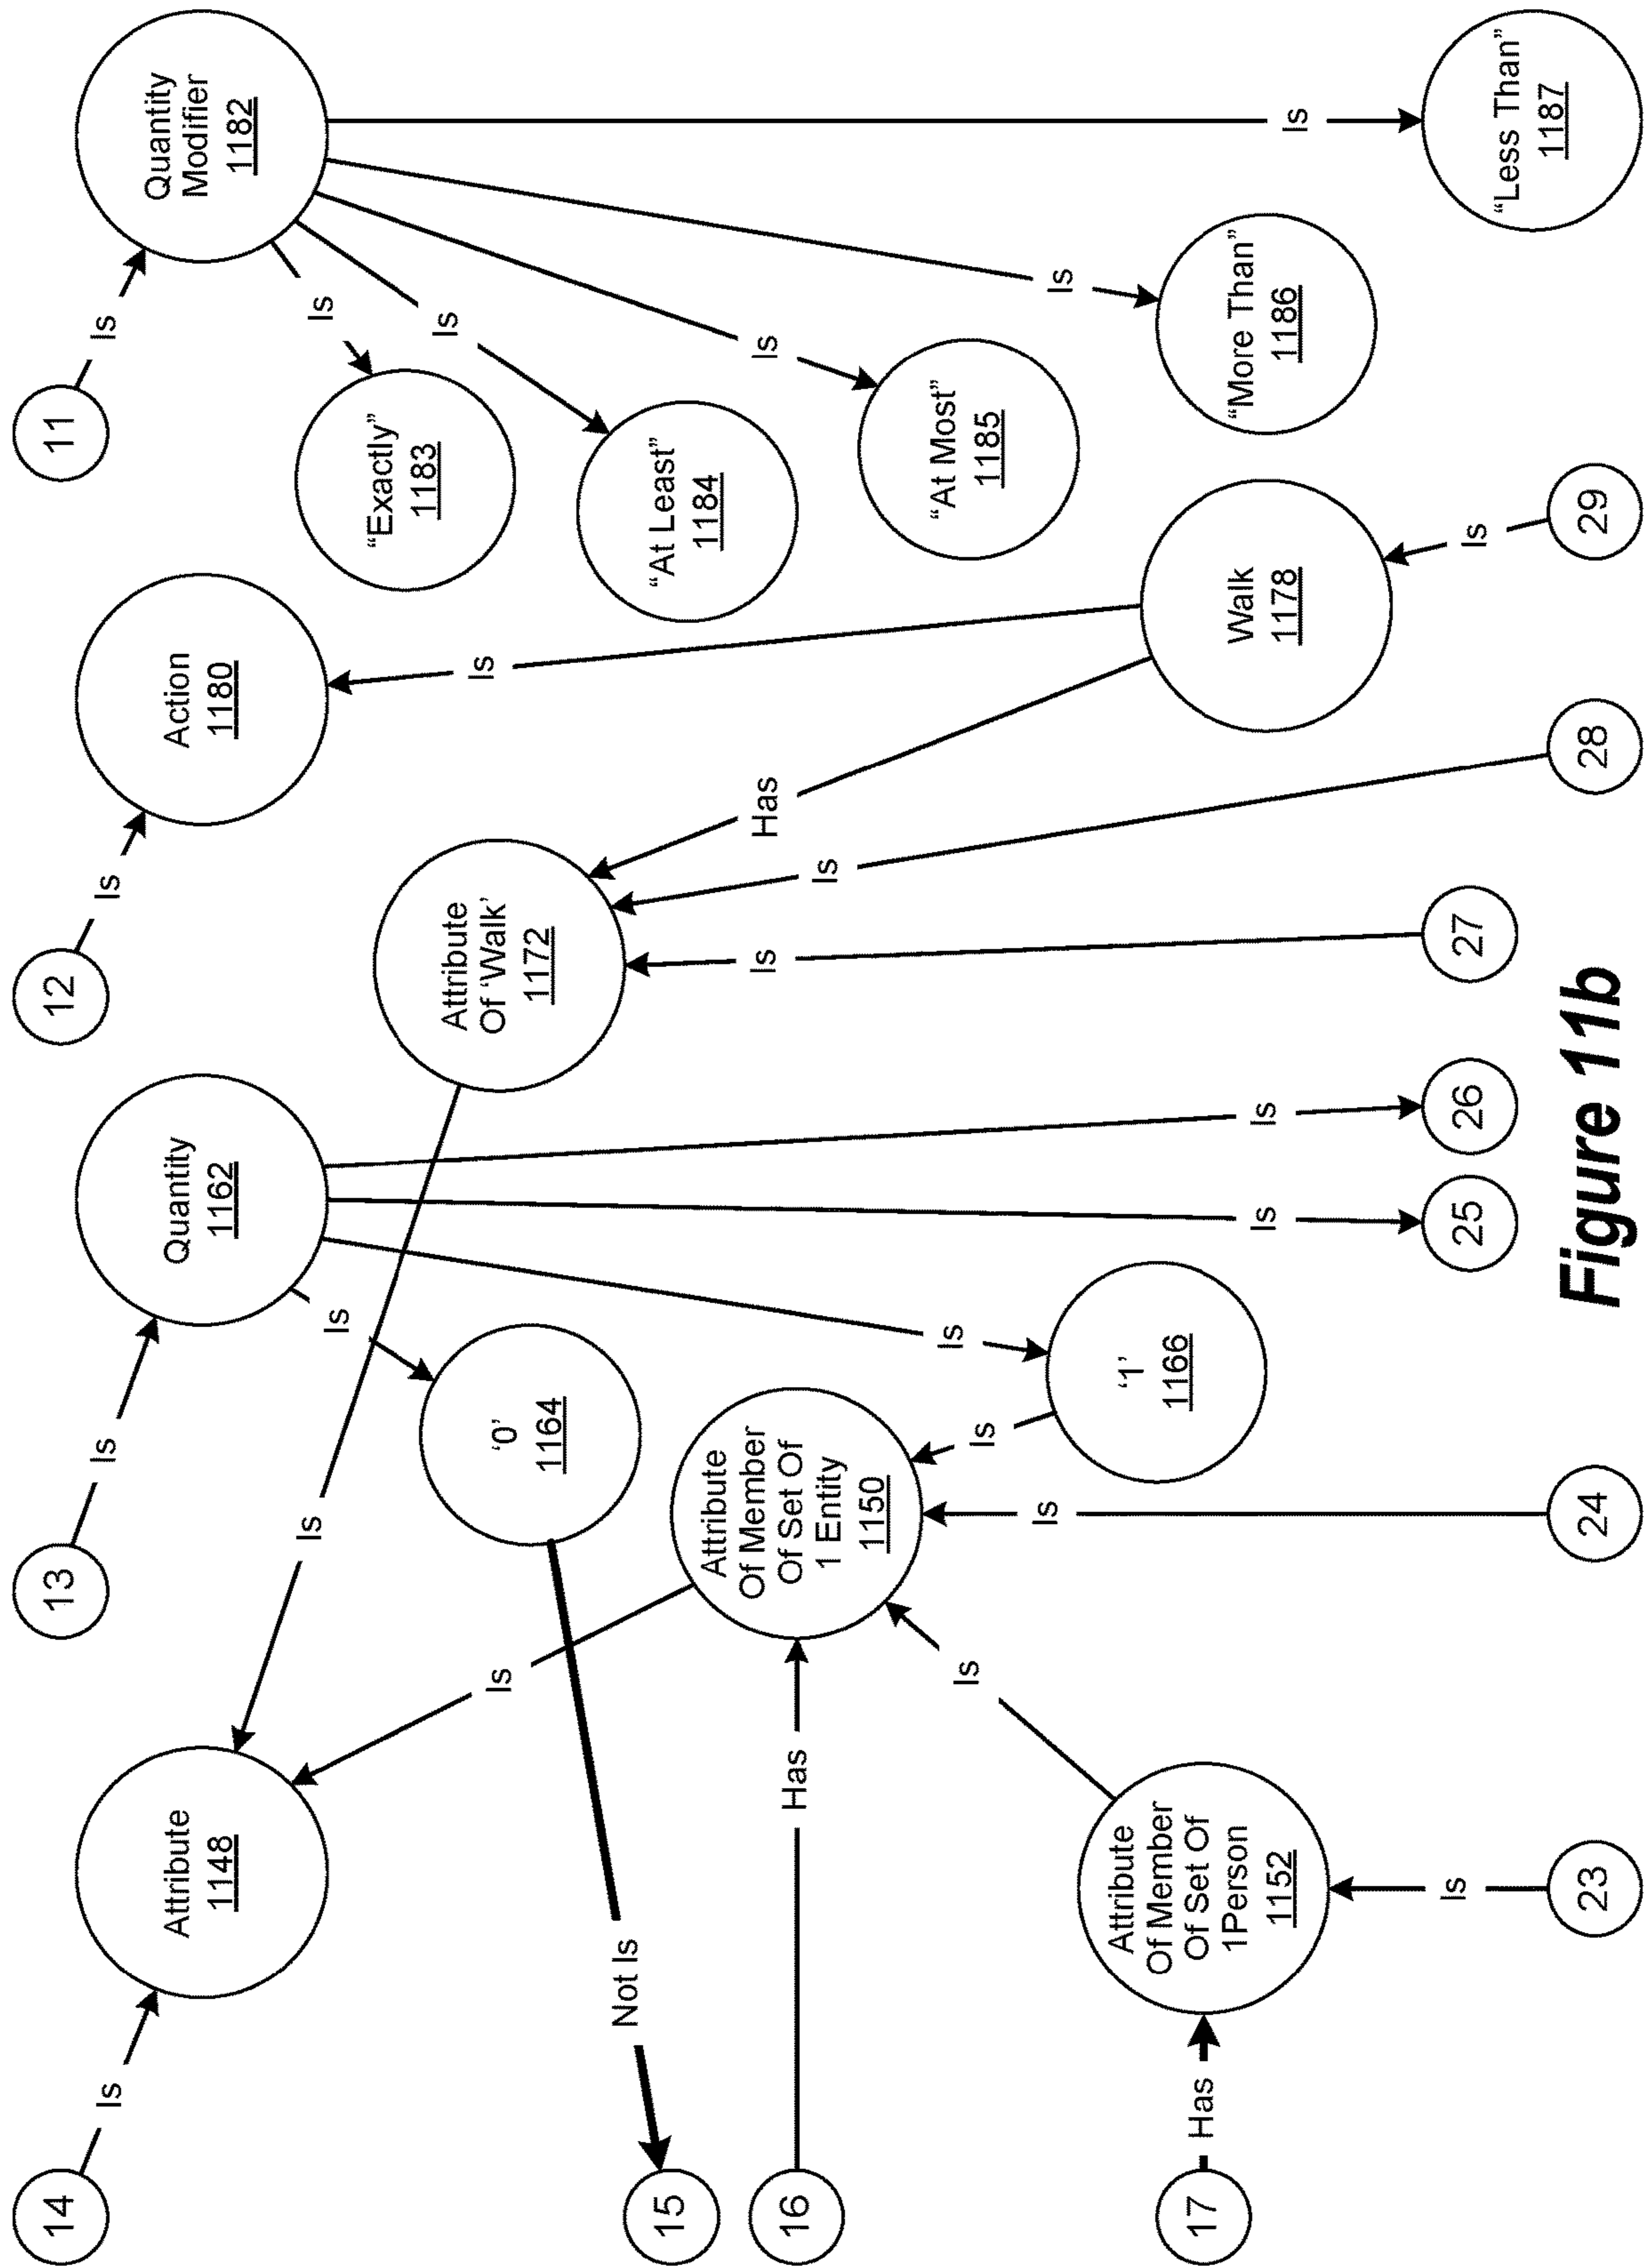 14
Is
Attribute
1148
13
Is
Quantity
1162
12
Is
Action
1180
11
Is
Quantity
Modifier
1182
Is
Is
Is
Is
Is
Is
"Exactly"
1183
"At Least"
1184
"At Most"
1185
"More Than"
1186
"Less Than"
1187
Is
'0'
1164
Attribute
Of 'Walk'
1172
Is
Not Is
15
Is
Has
Is
Is
16
Has
Attribute
Of Member
Of Set Of
1 Entity
1150
Is
Is
Is
Is
Is
Is
'1'
1166
Walk
1178
Is
17
Has
Attribute
Of Member
Of Set Of
1Person
1152
Is
23
24
25
26
27
28
29
Figure 11b